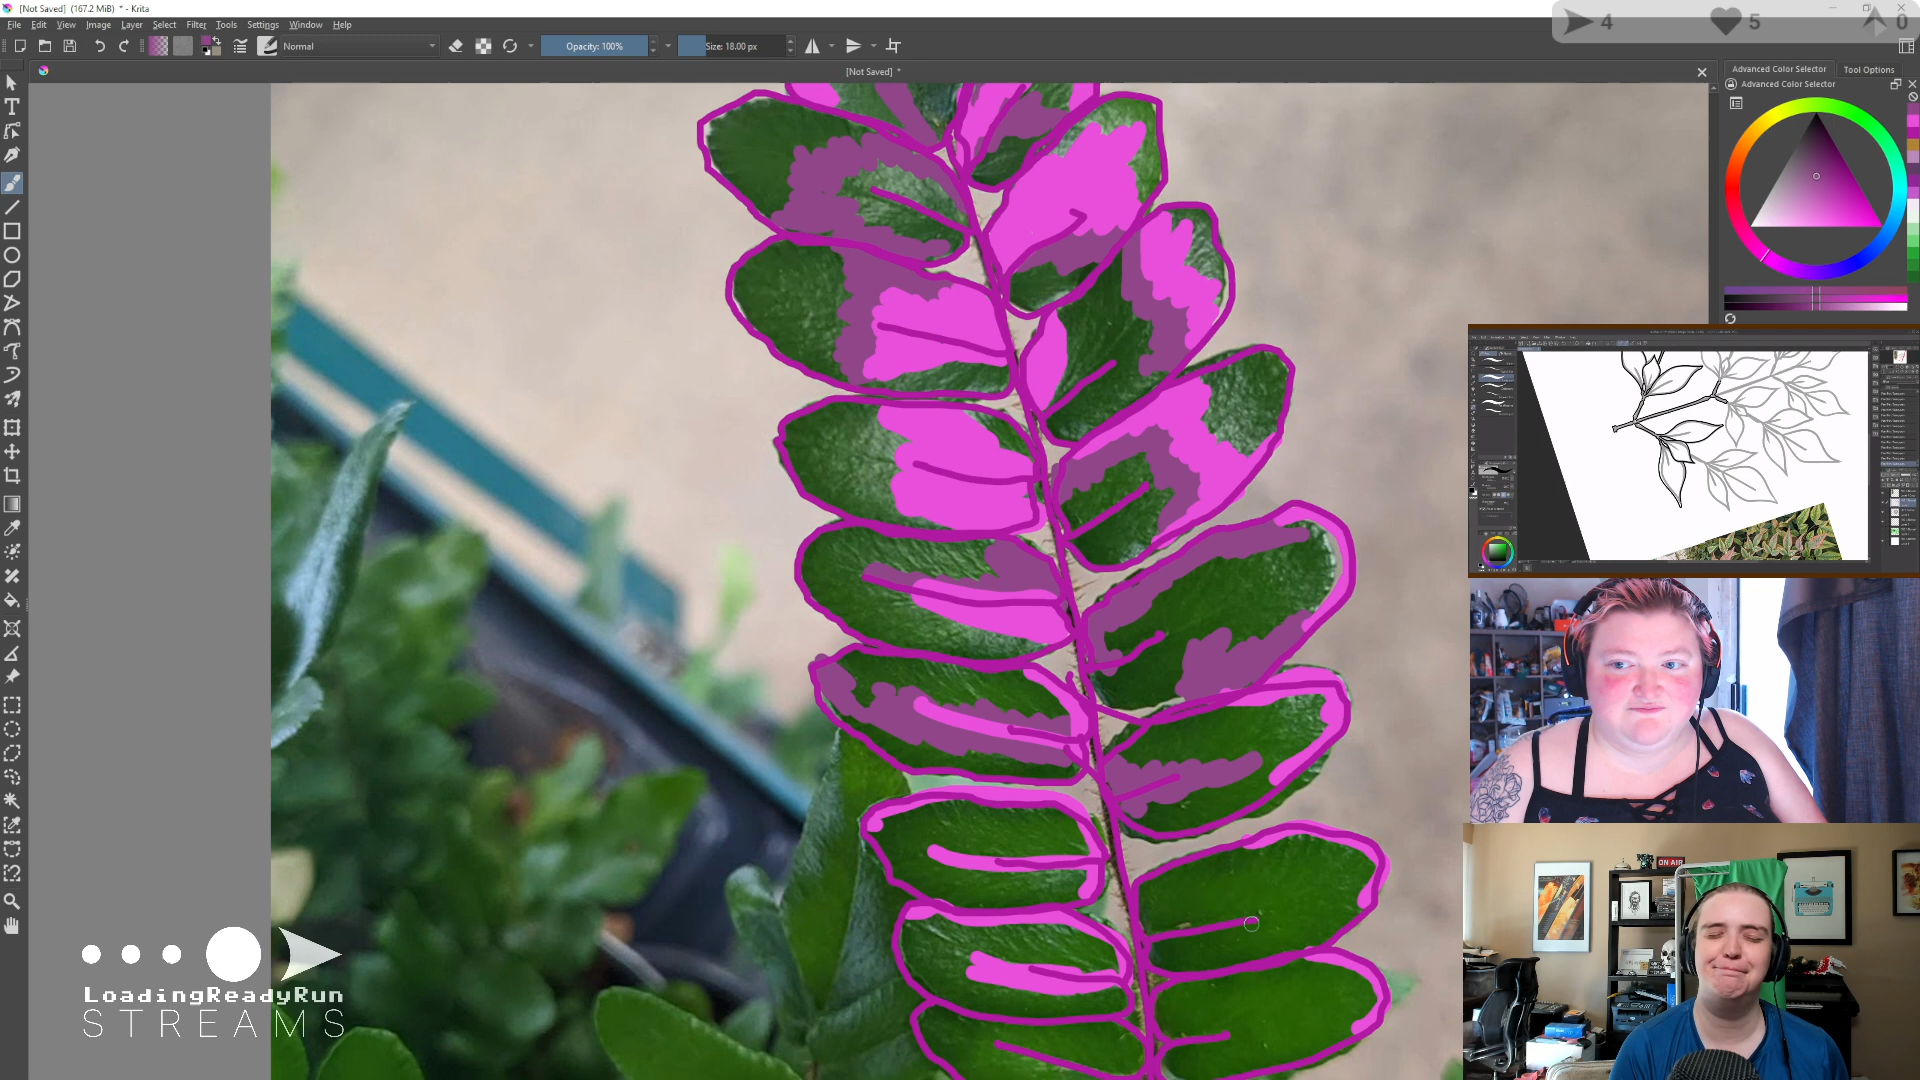 [Not Saved] (167.2 MiB) * - Krita
File Edit View Image Layer Select Filter Tools Settings Window Help
Normal
Opacity: 100%
Size: 18.00 px
4
5
0
[Not Saved] *
Advanced Color Selector
Tool Options
Advanced Color Selector
ON AIR
LoadingReadyRun
STREAMS